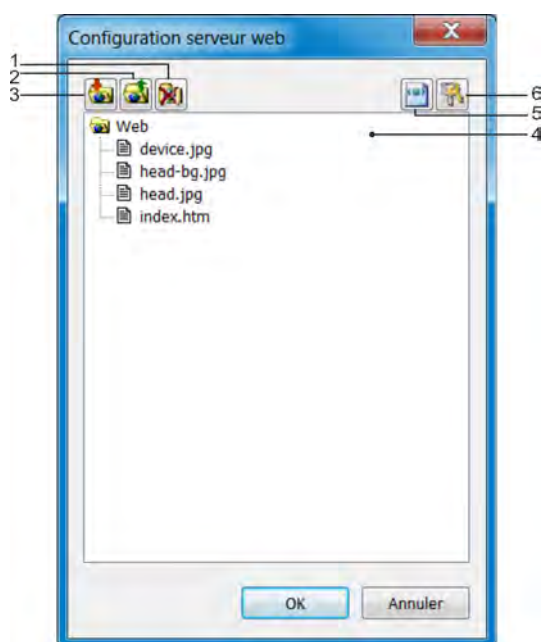 Configuration serveur web
1
2
3
6
5
4
Web
device.jpg
head-bg.jpg
head.jpg
index.htm
OK
Annuler